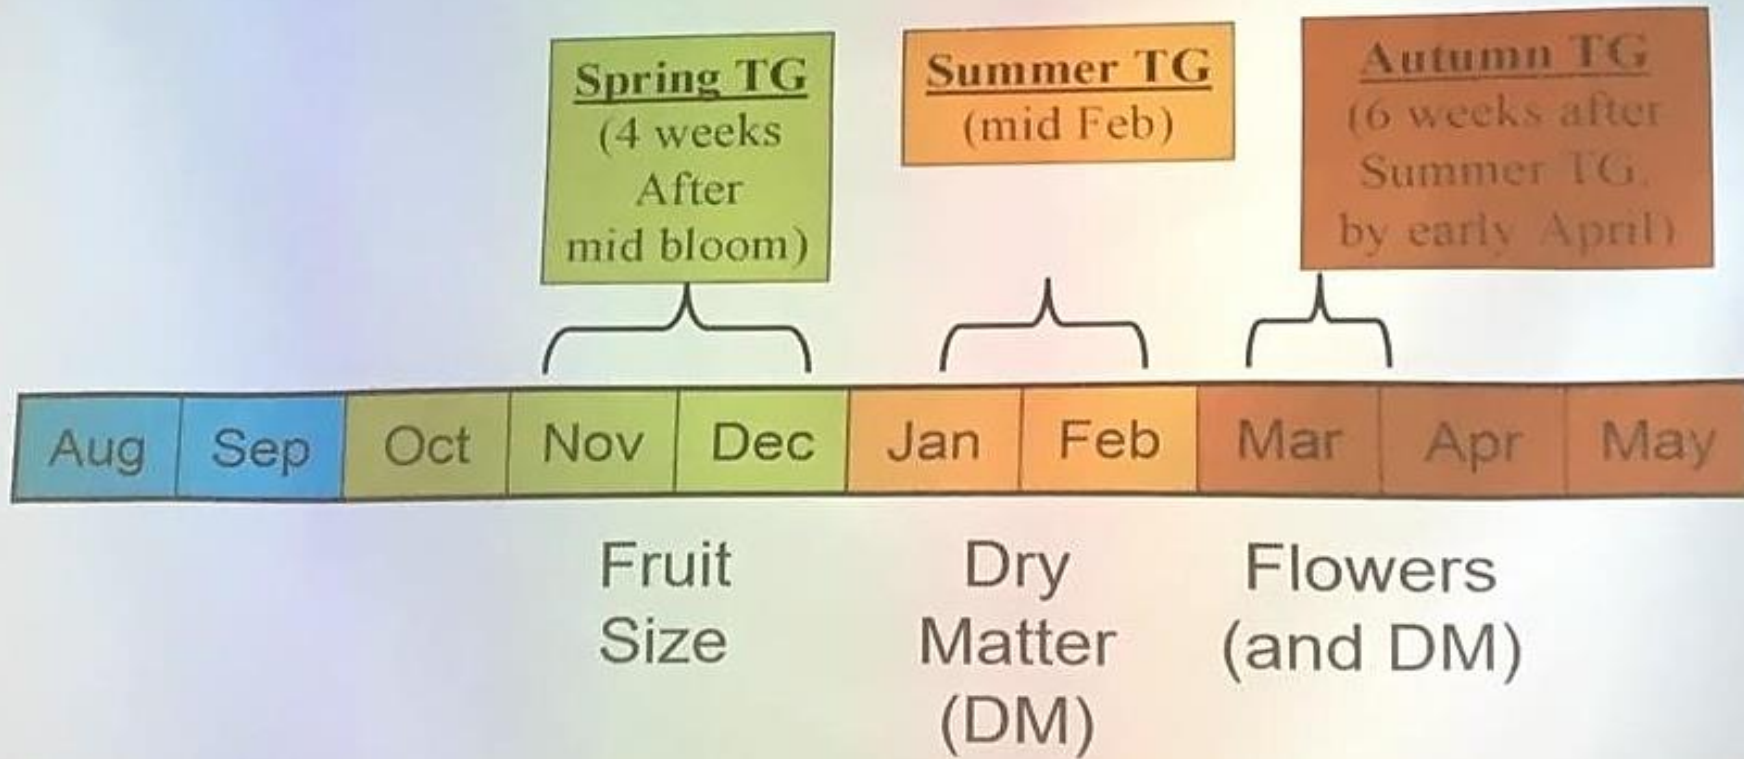 Spring TG
(4 weeks
After
mid bloom)
Summer TG
(mid Feb)
Autumn TG
(6 weeks after
Summer TG,
by early April)
Aug Sep Oct Nov Dec Jan Feb Mar Apr May
Fruit
Size
Dry
Matter
(DM)
Flowers
(and DM)